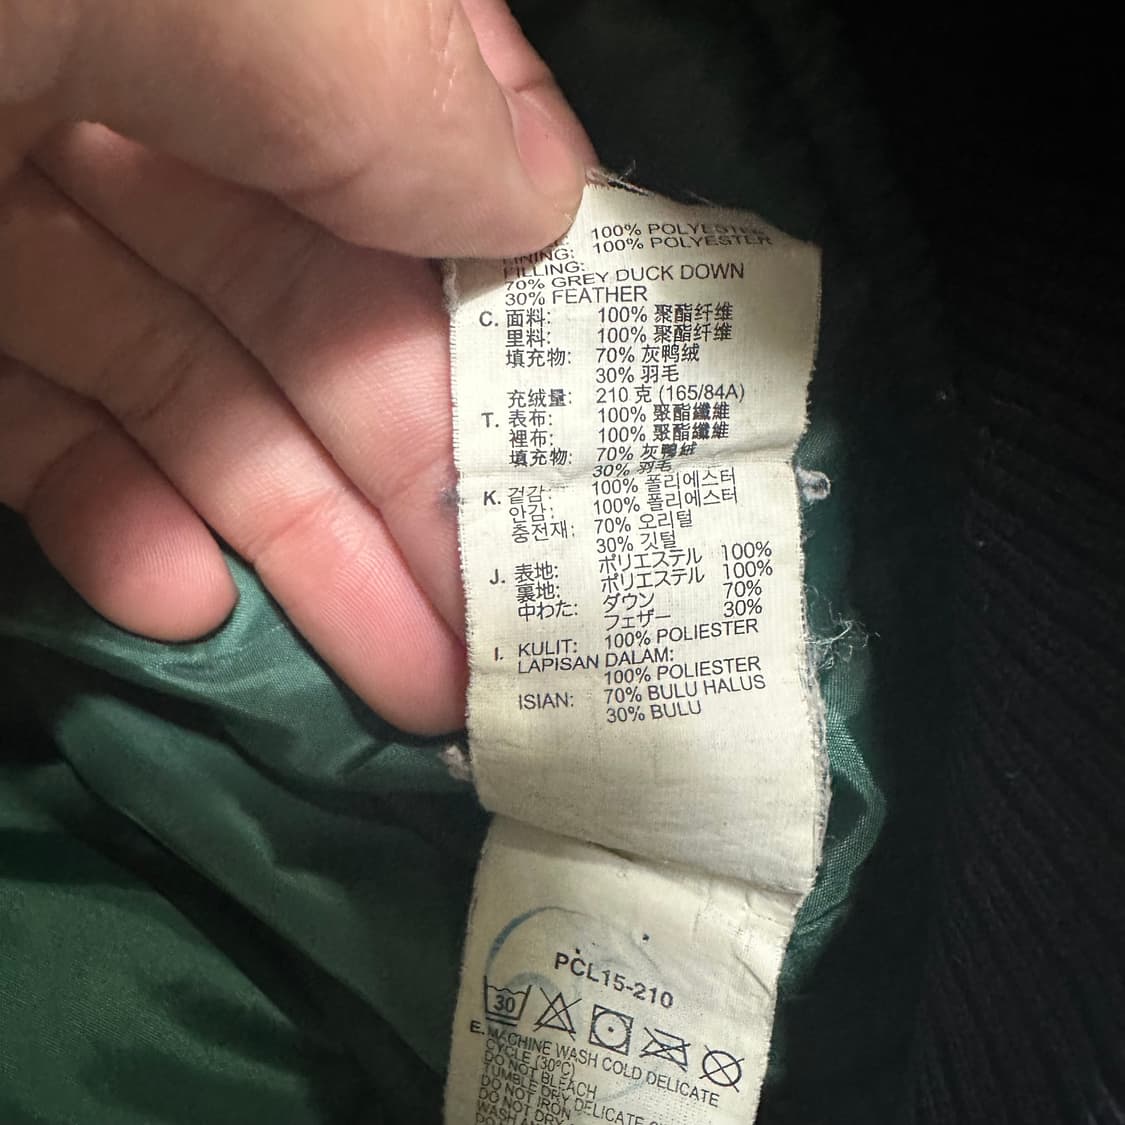 100% POLYESTER
LINING: 100% POLYESTER
FILLING:
70% GREY DUCK DOWN
30% FEATHER
C. 面料: 100% 聚酯纤维
里料: 100% 聚酯纤维
填充物: 70% 灰鸭绒
30% 羽毛
充绒量: 210 克 (165/84A)
T. 表布: 100% 聚酯纖維
裡布: 100% 聚酯纖維
填充物: 70% 灰鴨絨
30% 羽毛
K. 겉감: 100% 폴리에스터
안감: 100% 폴리에스터
충전재: 70% 오리털
30% 깃털
J. 表地: ポリエステル 100%
裏地: ポリエステル 100%
中わた: ダウン 70%
フェザー 30%
I. KULIT: 100% POLIESTER
LAPISAN DALAM:
100% POLIESTER
ISIAN: 70% BULU HALUS
30% BULU
PCL15-210
30
E. MACHINE WASH COLD DELICATE
CYCLE (30°C)
DO NOT BLEACH
TUMBLE DRY DELICATE
DO NOT IRON
DO NOT DRY
WASH